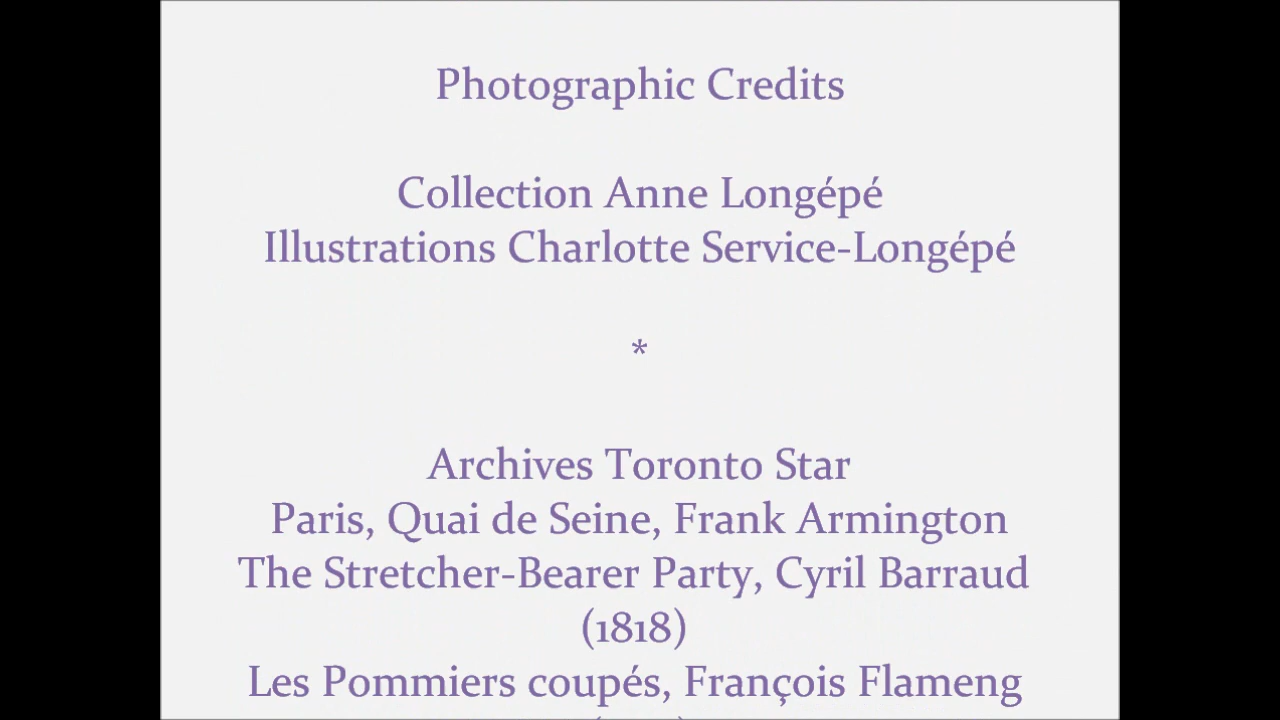 Photographic Credits
Collection Anne Longépé
Illustrations Charlotte Service-Longépé
*
Archives Toronto Star
Paris, Quai de Seine, Frank Armington
The Stretcher-Bearer Party, Cyril Barraud
(1818)
Les Pommiers coupés, François Flameng